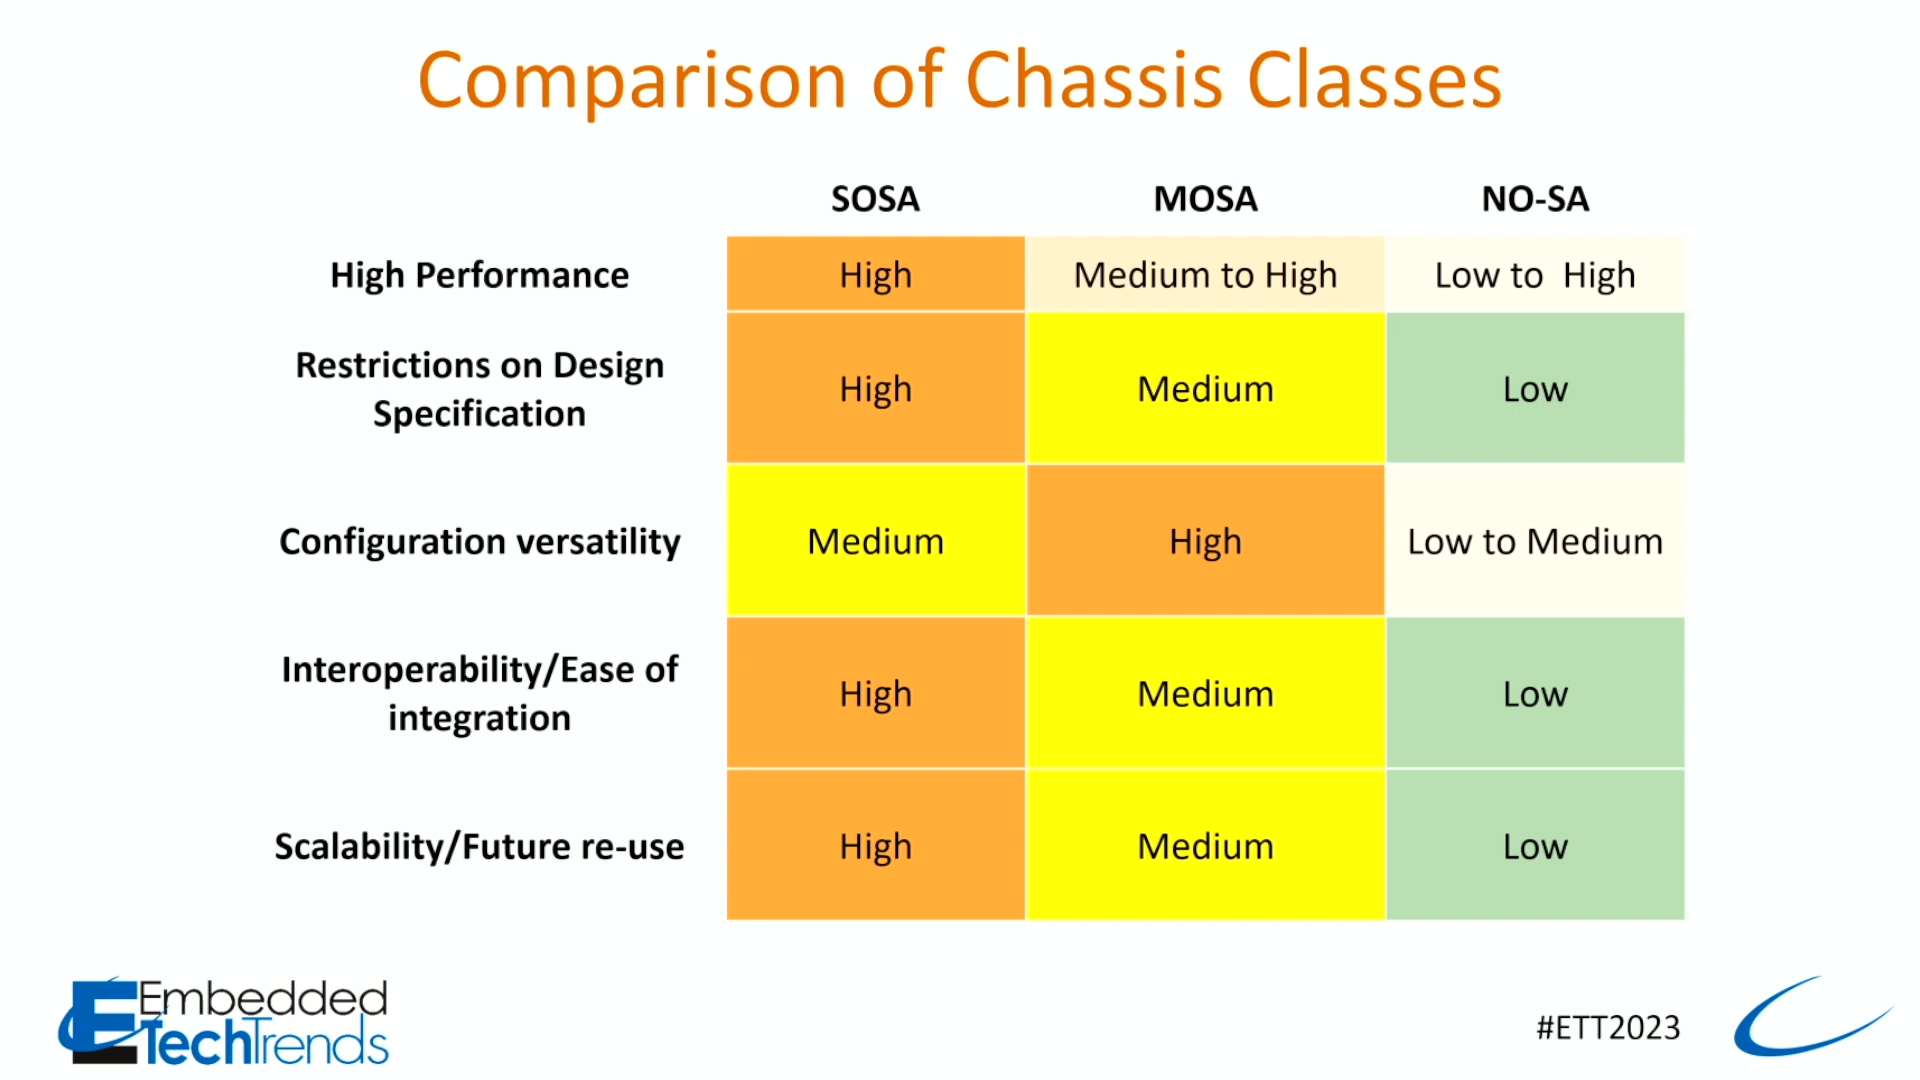 Comparison of Chassis Classes
SOSA MOSA NO-SA
High Performance High Medium to High Low to High
Restrictions on Design
Specification High Medium Low
Configuration versatility Medium High Low to Medium
Interoperability/Ease of
integration High Medium Low
Scalability/Future re-use High Medium Low
Embedded
TechTrends
#ETT2023